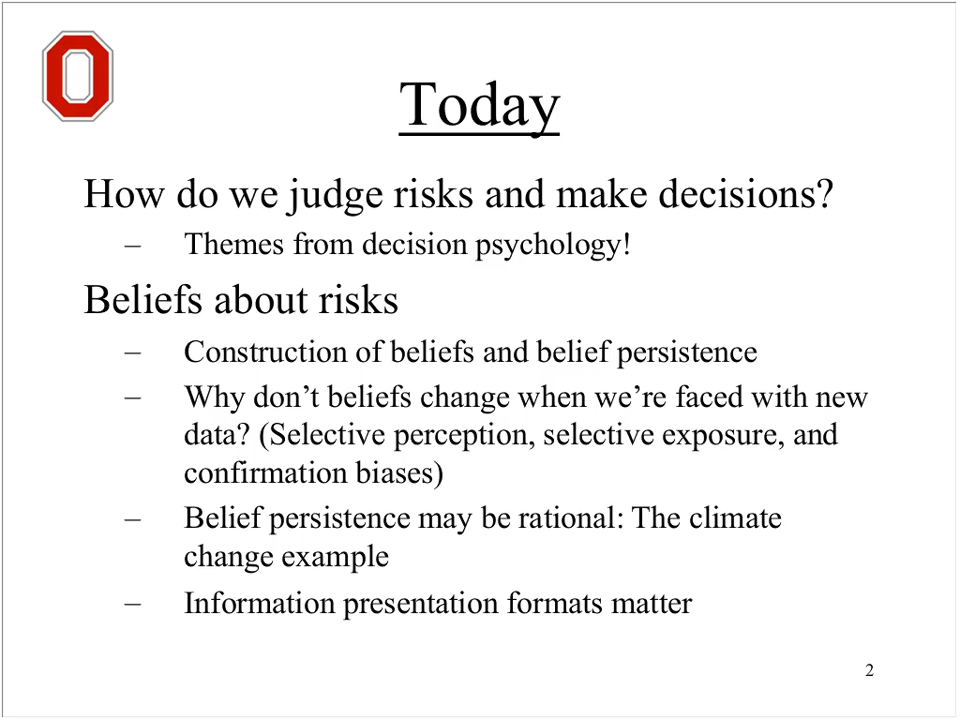 Today
How do we judge risks and make decisions?
– Themes from decision psychology!
Beliefs about risks
– Construction of beliefs and belief persistence
– Why don’t beliefs change when we’re faced with new
data? (Selective perception, selective exposure, and
confirmation biases)
– Belief persistence may be rational: The climate
change example
– Information presentation formats matter
2